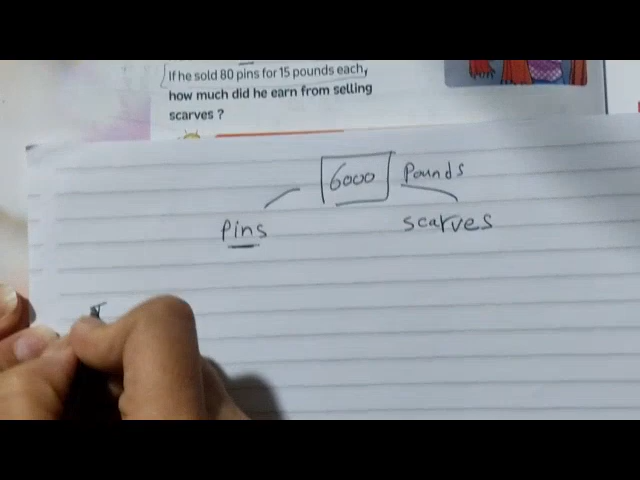 If he sold 80 pins for 15 pounds each,
how much did he earn from selling
scarves ?
6000 Pounds
Pins scarves